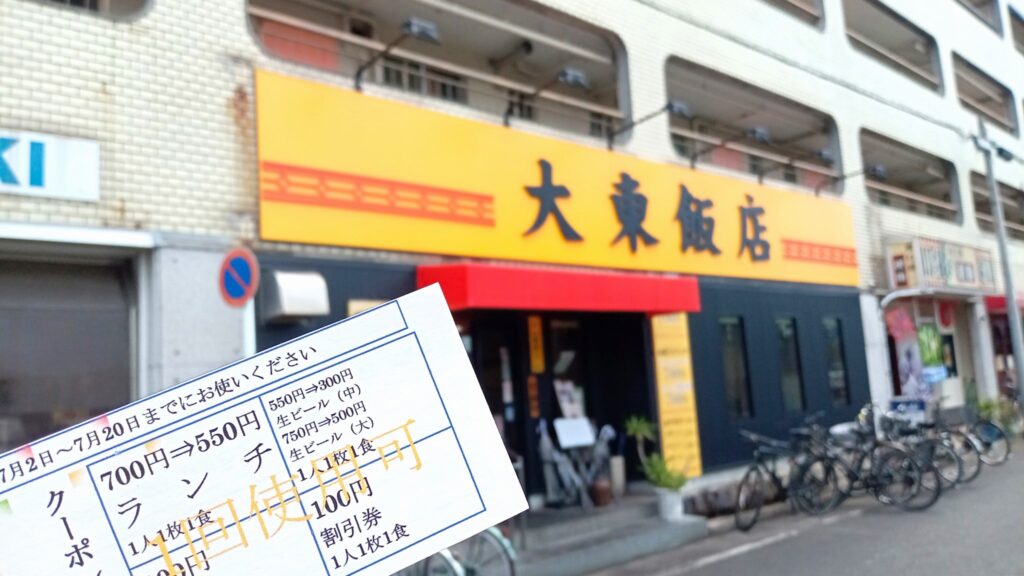 KI
大東飯店
7月2日～7月20日までにお使いください
クーポ
700円⇒550円
ランチ
1人1枚1食
550円⇒300円
生ビール（中）
750円⇒500円
生ビール（大）
1人1枚1食
1回使用可
100円
割引券
1人1枚1食